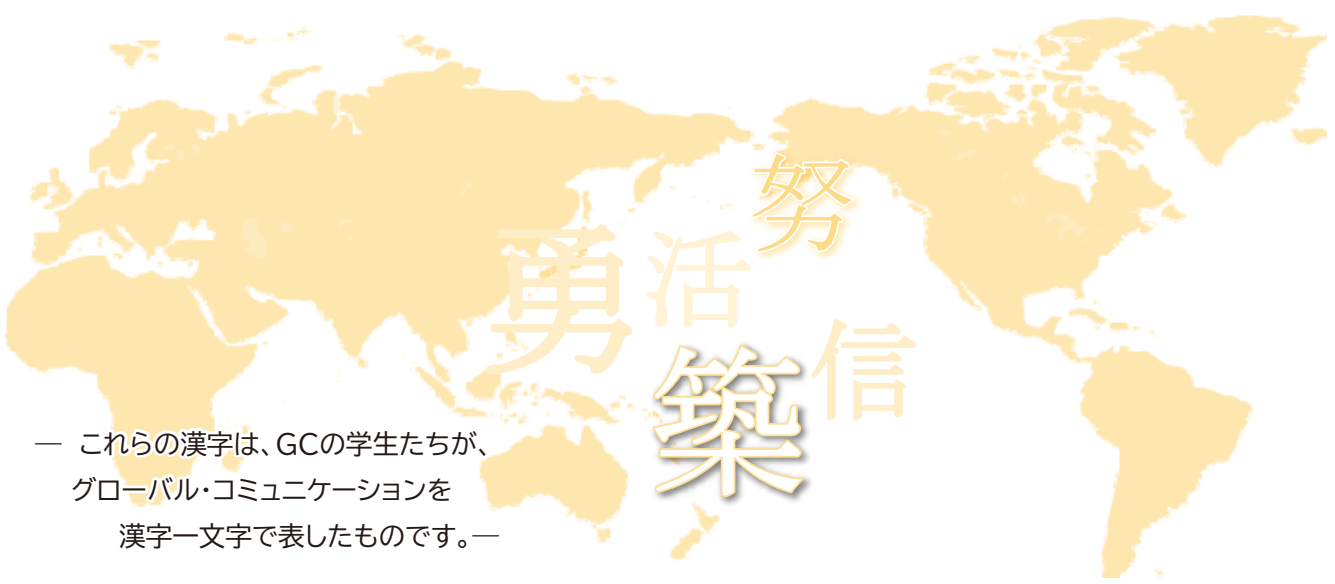 努
勇
活
信
築
― これらの漢字は、GCの学生たちが、
グローバル・コミュニケーションを
漢字一文字で表したものです。―